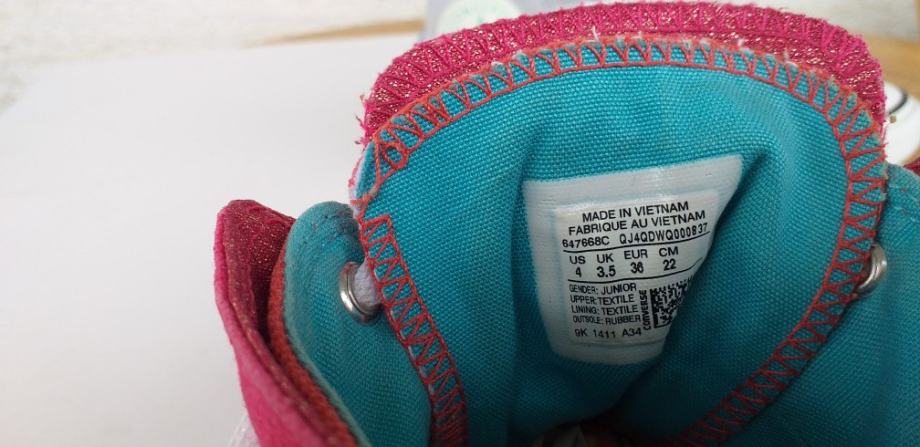 MADE IN VIETNAM
FABRIQUE AU VIETNAM
647668C QJ4QDWQ000837
US UK EUR CM
4 3.5 36 22
GENDER: JUNIOR
UPPER: TEXTILE
LINING: TEXTILE
OUTSOLE: RUBBER
CONVERSE
9K 1411 A34